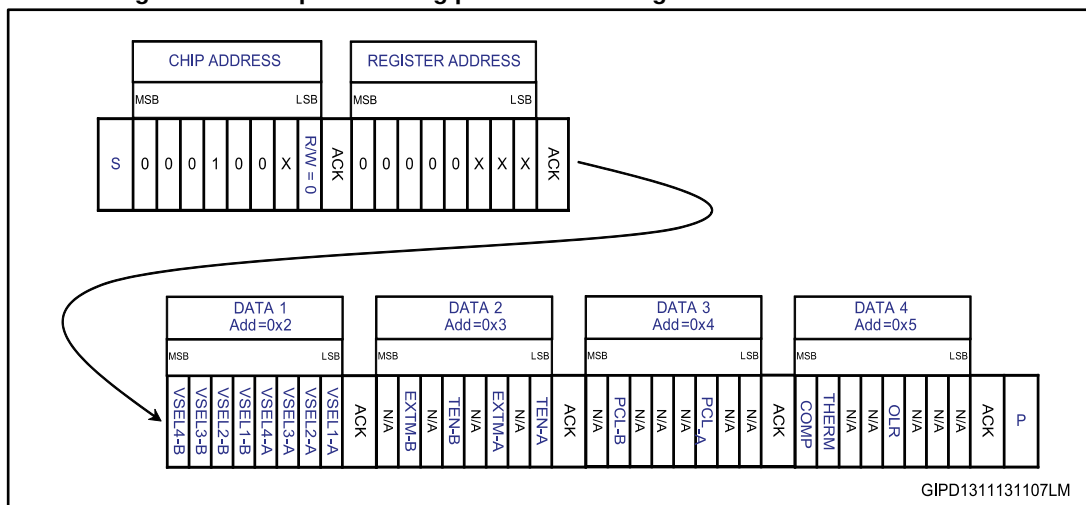 CHIP ADDRESS REGISTER ADDRESS
MSB LSB MSB LSB
S 0 0 0 1 0 0 X R/W = 0 ACK 0 0 0 0 0 X X X ACK
DATA 1 DATA 2 DATA 3 DATA 4
Add=0x2 Add=0x3 Add=0x4 Add=0x5
MSB LSB MSB LSB MSB LSB MSB LSB
VSEL4-B VSEL3-B VSEL2-B VSEL1-B VSEL4-A VSEL3-A VSEL2-A VSEL1-A ACK N/A EXTM-B N/A TEN-B N/A EXTM-A N/A TEN-A ACK N/A PCL-B N/A N/A N/A PCL-A N/A N/A ACK COMP THERM N/A N/A OLR N/A N/A N/A ACK P
GIPD1311131107LM